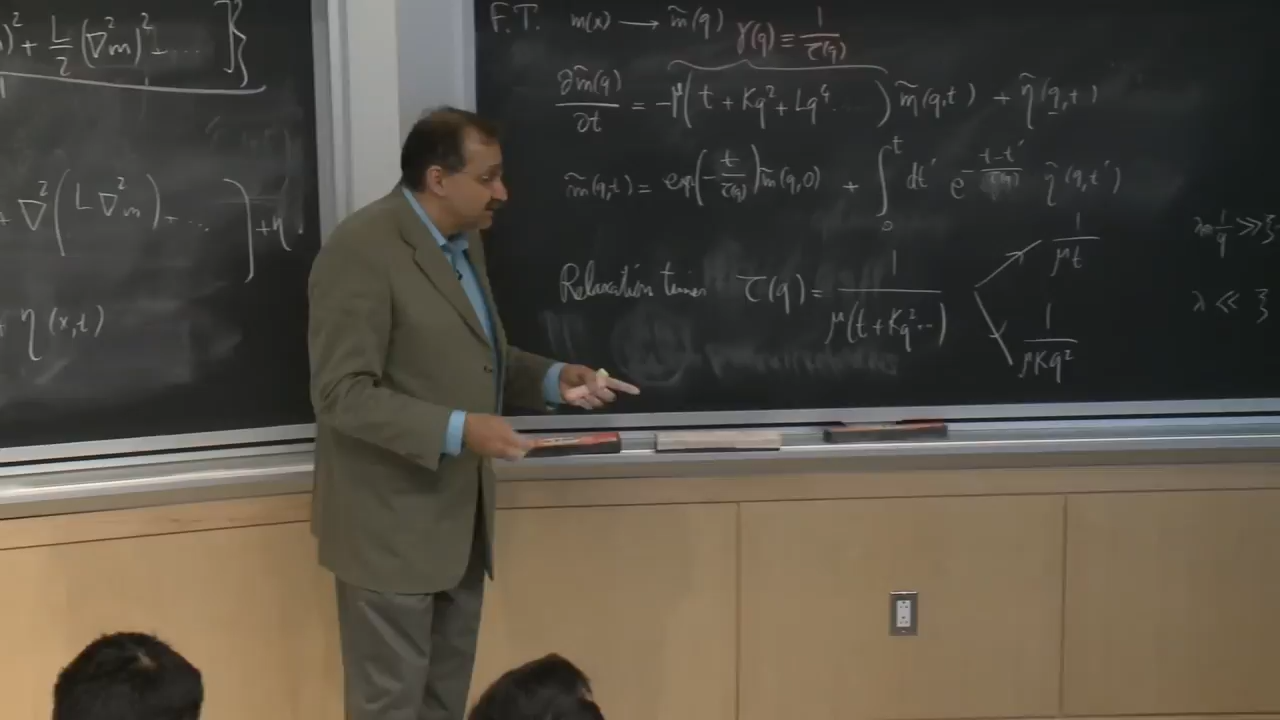 )² + L/2 (∇²m)² - ... ]}
+ ∇²(L∇²m) + ... ] + η
+ η(x,t)
F.T. m(x) → m̃(q) γ(q) ≡ 1/τ(q)
∂m̃(q)/∂t = -μ(t + Kq² + Lq⁴ ...) m̃(q,t) + η̃(q,t)
m̃(q,t) = exp(-t/τ(q)) m̃(q,0) + ∫₀ᵗ dt' e^{-(t-t')/τ(q)} η̃(q,t')
Relaxation times τ(q) = 1/μ(t + Kq² + ...)
1/μt
λ≈1/q ≫ ξ
1/μKq²
λ ≪ ξ